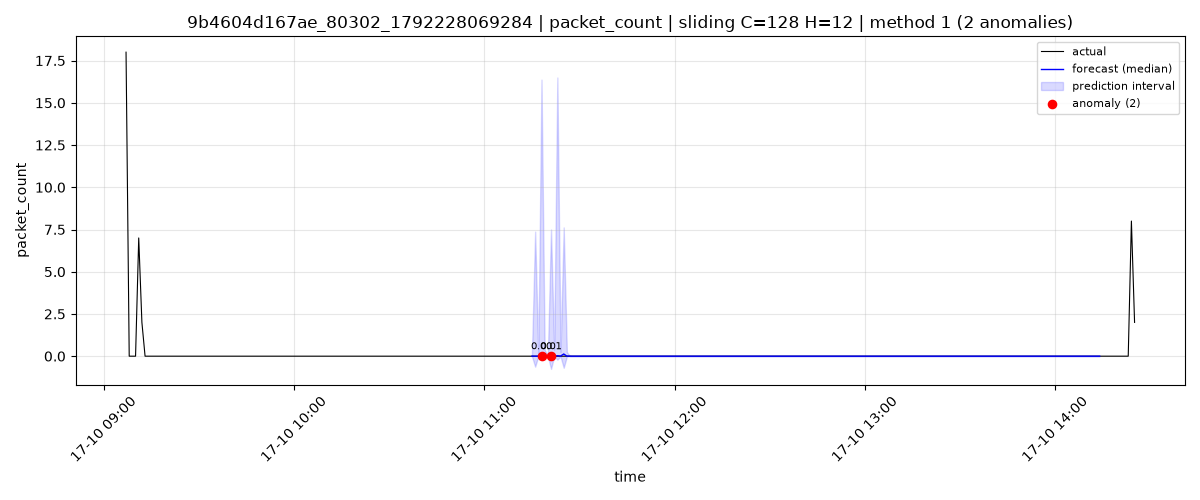 9b4604d167ae_80302_1792228069284 | packet_count | sliding C=128 H=12 | method 1 (2 anomalies)
actual
forecast (median)
prediction interval
anomaly (2)
17.5
15.0
12.5
10.0
7.5
5.0
2.5
0.0
packet_count
17-10 09:00
17-10 10:00
17-10 11:00
17-10 12:00
17-10 13:00
17-10 14:00
time